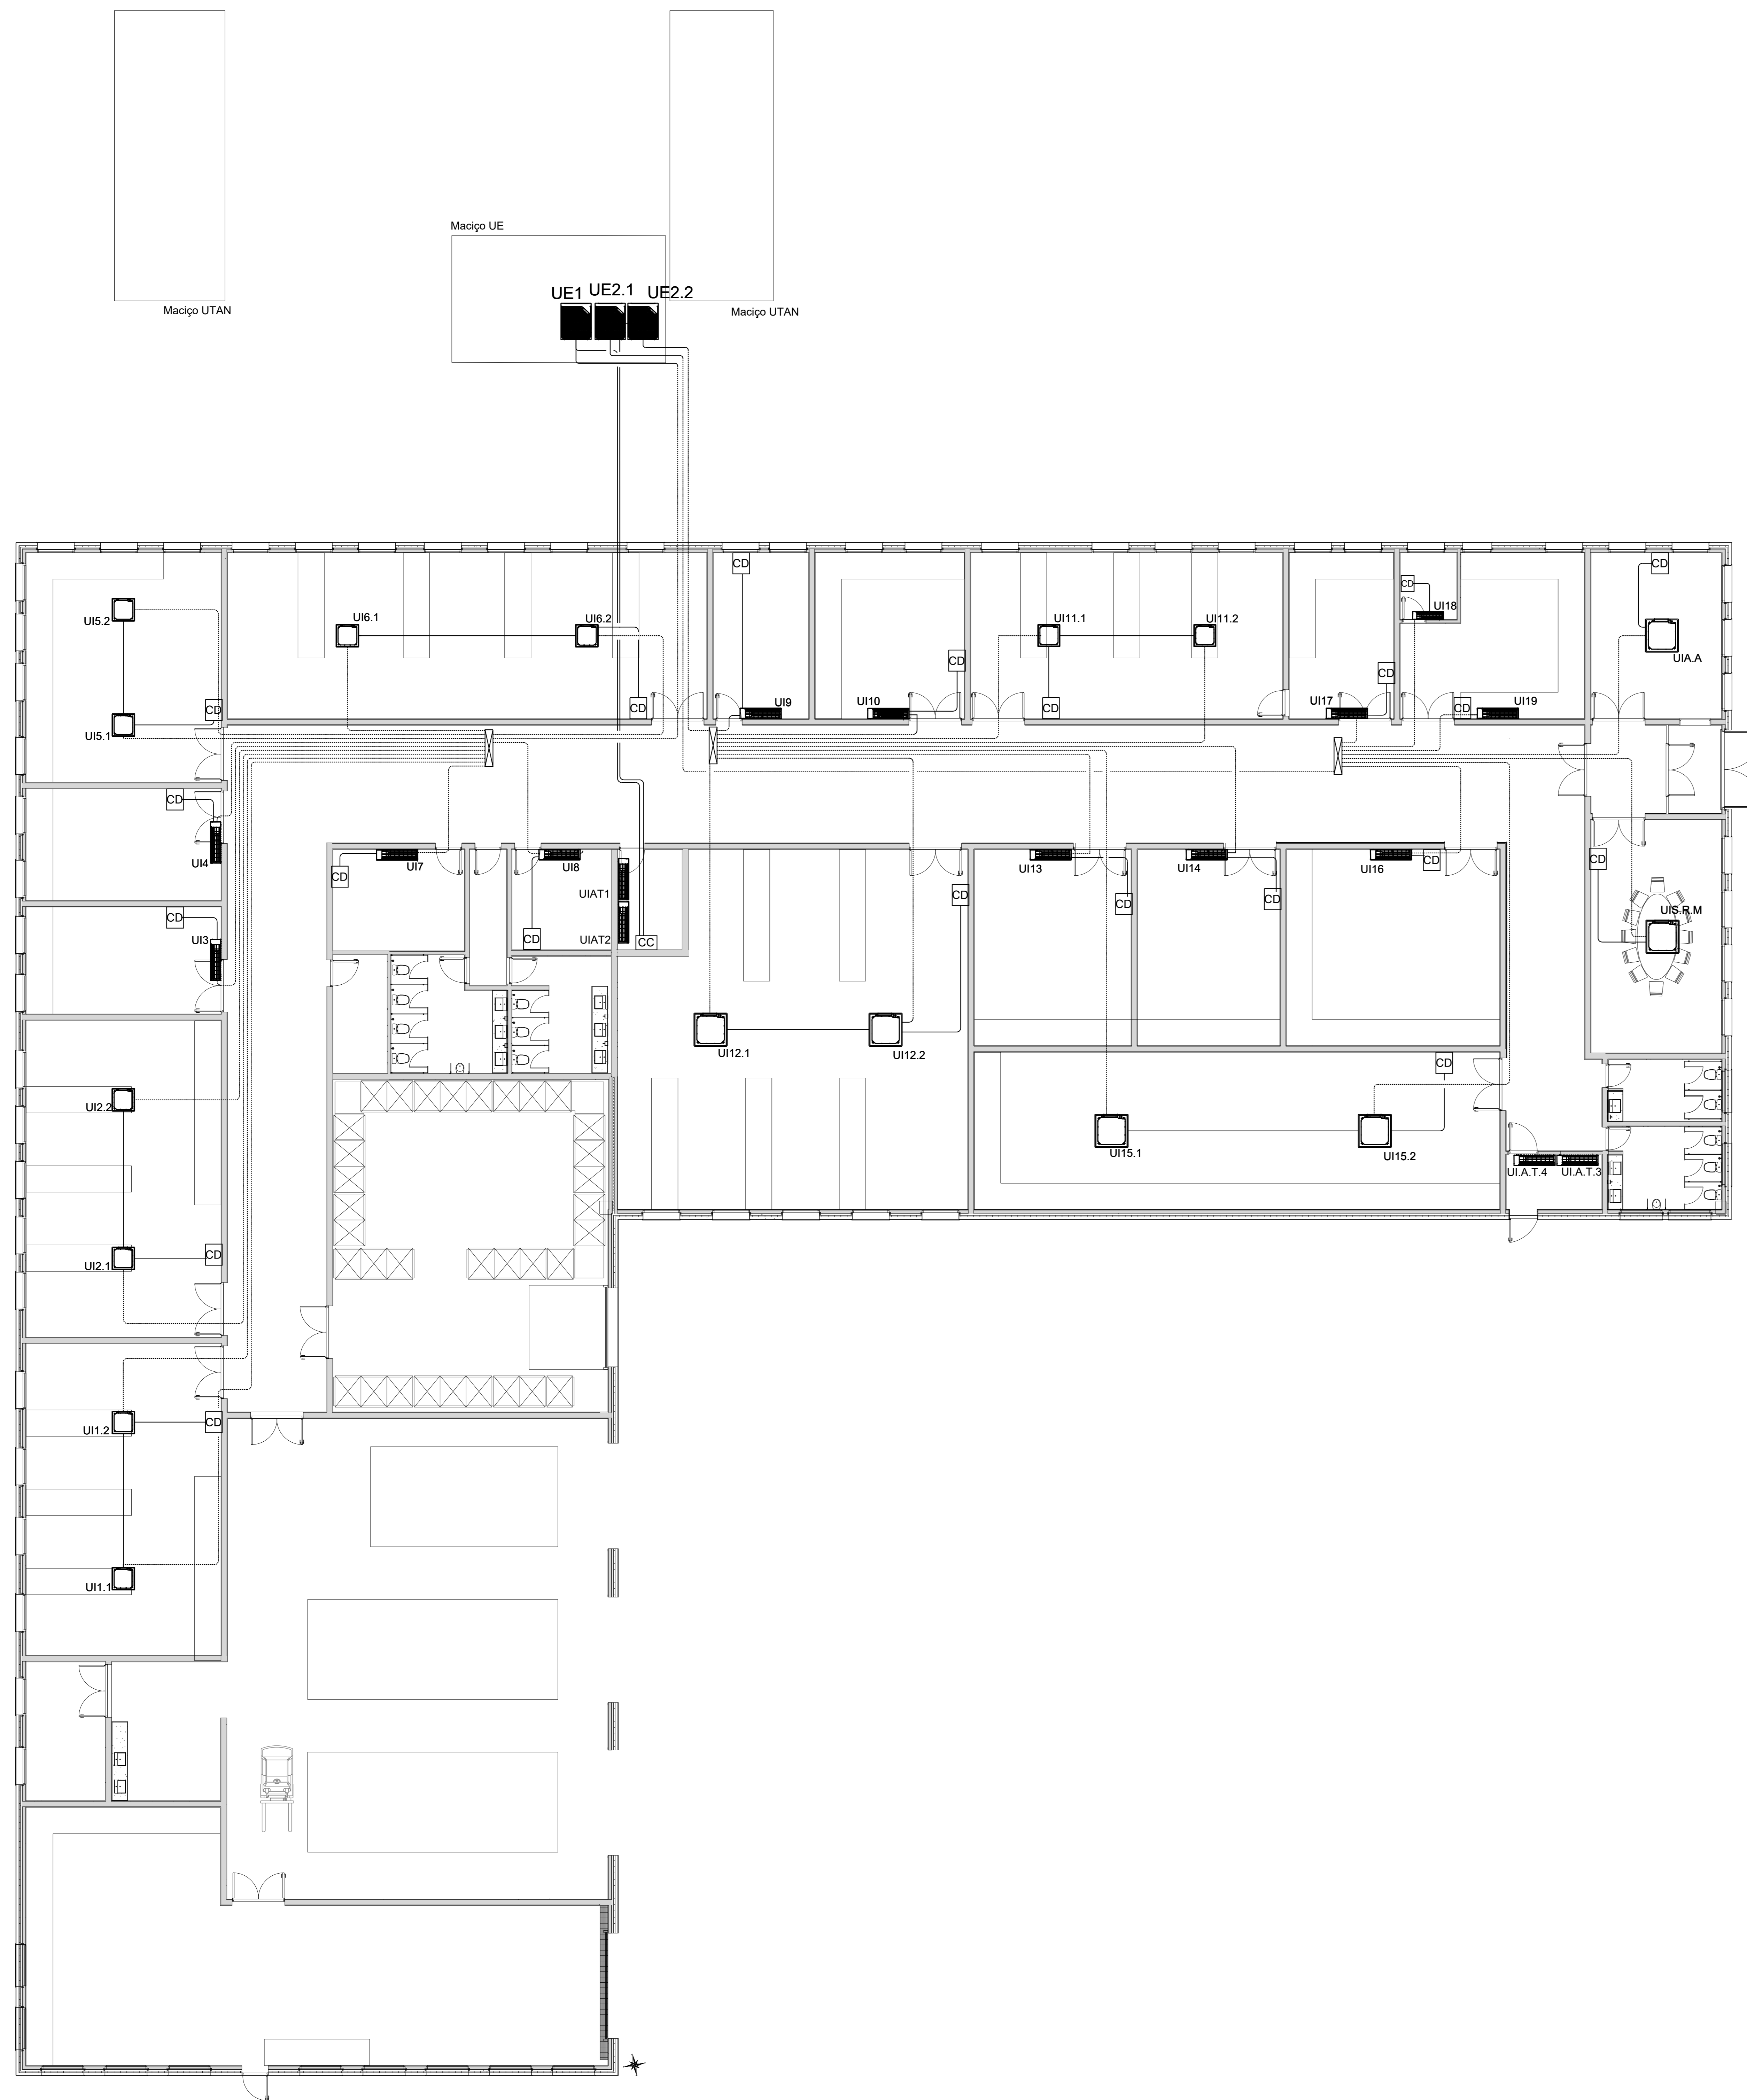 Maciço UE
UE1
UE2.1
UE2.2
Maciço UTAN
Maciço UTAN
CD
CD
CD
UI5.2
UI6.1
UI6.2
UI11.1
UI11.2
UI18
UIA.A
CD
CD
UI5.1
CD
CD
UI9
UI10
CD
UI17
CD
UI19
CD
UI4
UI7
CD
UI8
UIAT1
UI13
UI14
UI16
CD
CD
CD
CD
CD
CD
UI3
UIAT2
CD
CC
UIS.R.M
UI12.1
UI12.2
CD
UI2.2
UI15.1
UI15.2
UI.A.T.4
UI.A.T.3
UI2.1
CD
UI1.2
CD
UI1.1